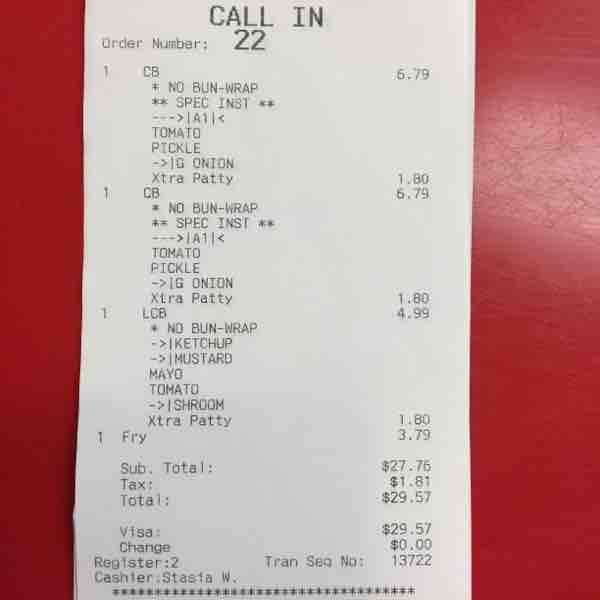 CALL IN
Order Number: 22
1 CB 6.79
* NO BUN-WRAP
** SPEC INST **
--->|A1|<
TOMATO
PICKLE
->|G ONION
Xtra Patty 1.80
1 CB 6.79
* NO BUN-WRAP
** SPEC INST **
--->|A1|<
TOMATO
PICKLE
->|G ONION
Xtra Patty 1.80
1 LCB 4.99
* NO BUN-WRAP
->|KETCHUP
->|MUSTARD
MAYO
TOMATO
->|SHROOM
Xtra Patty 1.80
1 Fry 3.79
Sub. Total: $27.76
Tax: $1.81
Total: $29.57
Visa: $29.57
Change $0.00
Register:2 Tran Seq No: 13722
Cashier:Stasia W.
************************************